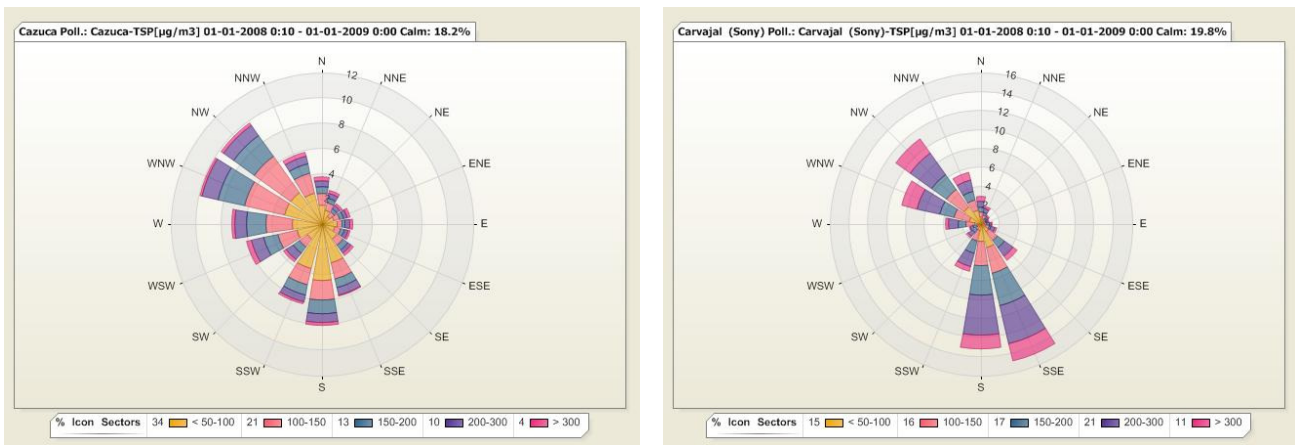 Cazuca Poll.: Cazuca-TSP[µg/m3] 01-01-2008 0:10 - 01-01-2009 0:00 Calm: 18.2%
N
12
NNW
NNE
10
NW
NE
8
6
WNW
ENE
4
W
E
WSW
ESE
SW
SE
SSW
SSE
S
% Icon Sectors 34 < 50-100 21 100-150 13 150-200 10 200-300 4 > 300
Carvajal (Sony) Poll.: Carvajal (Sony)-TSP[µg/m3] 01-01-2008 0:10 - 01-01-2009 0:00 Calm: 19.8%
N
16
NNW
NNE
14
12
NW
NE
10
8
6
WNW
ENE
4
2
W
E
WSW
ESE
SW
SE
SSW
SSE
S
% Icon Sectors 15 < 50-100 16 100-150 17 150-200 21 200-300 11 > 300